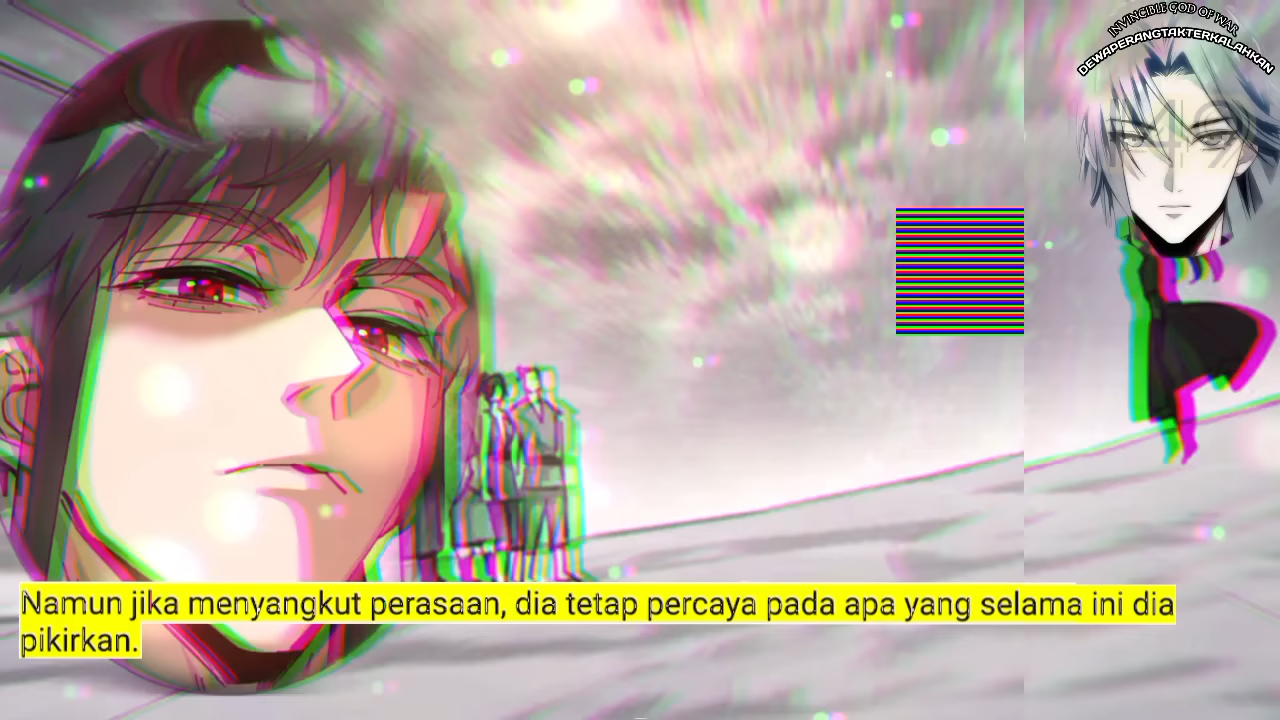 INVINCIBLE GOD OF WAR
DEWAPERANGTAKTERKALAHKAN
Namun jika menyangkut perasaan, dia tetap percaya pada apa yang selama ini dia
pikirkan.